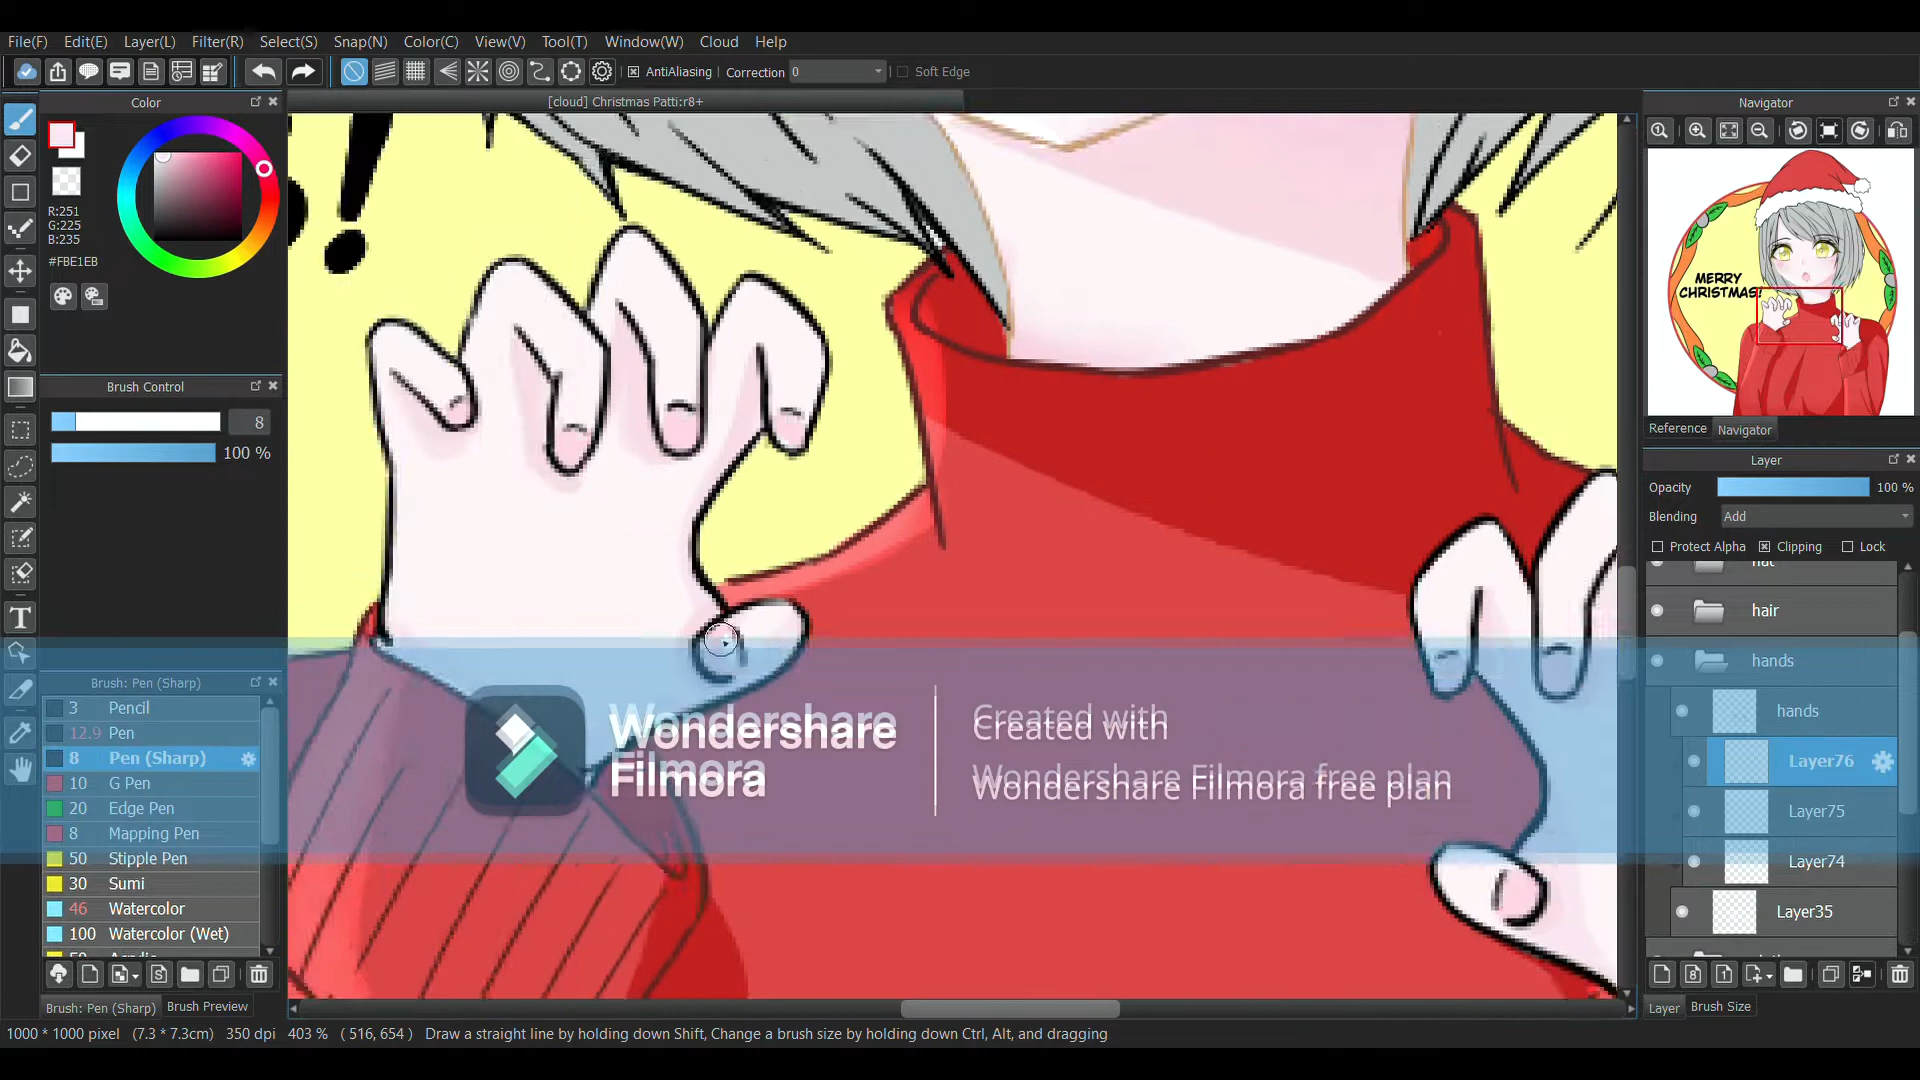 File(F) Edit(E) Layer(L) Filter(R) Select(S) Snap(N) Color(C) View(V) Tool(T) Window(W) Cloud Help
AntiAliasing Correction 0 Soft Edge
Color
[cloud] Christmas Patti:r8+
Navigator
R:251
G:225
B:235
#FBE1EB
MERRY
CHRISTMAS!
Brush Control
8
100 %
Reference Navigator
Layer
Opacity 100 %
Blending Add
Protect Alpha Clipping Lock
hair
hands
hands
Layer76
Layer75
Layer74
Layer35
Brush: Pen (Sharp)
3 Pencil
12.9 Pen
8 Pen (Sharp)
10 G Pen
20 Edge Pen
8 Mapping Pen
50 Stipple Pen
30 Sumi
46 Watercolor
100 Watercolor (Wet)
Wondershare
Filmora
Created with
Wondershare Filmora free plan
Brush: Pen (Sharp) Brush Preview
Layer Brush Size
1000 * 1000 pixel (7.3 * 7.3cm) 350 dpi 403 % ( 516, 654 ) Draw a straight line by holding down Shift, Change a brush size by holding down Ctrl, Alt, and dragging